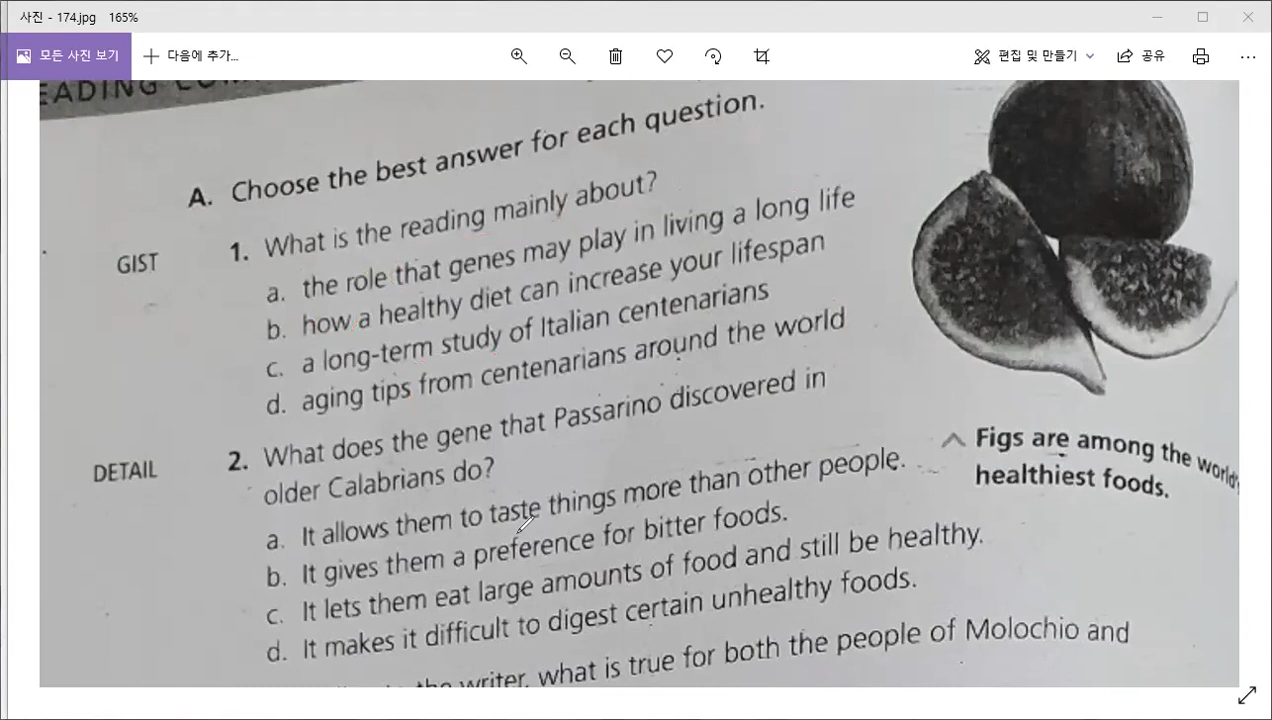 사진 - 174.jpg 165%
모든 사진 보기 다음에 추가... 편집 및 만들기 공유
A. Choose the best answer for each question.
GIST 1. What is the reading mainly about?
a. the role that genes may play in living a long life
b. how a healthy diet can increase your lifespan
c. a long-term study of Italian centenarians
d. aging tips from centenarians around the world
DETAIL 2. What does the gene that Passarino discovered in
older Calabrians do?
a. It allows them to taste things more than other people.
b. It gives them a preference for bitter foods.
c. It lets them eat large amounts of food and still be healthy.
d. It makes it difficult to digest certain unhealthy foods.
the writer, what is true for both the people of Molochio and
Figs are among the world's
healthiest foods.